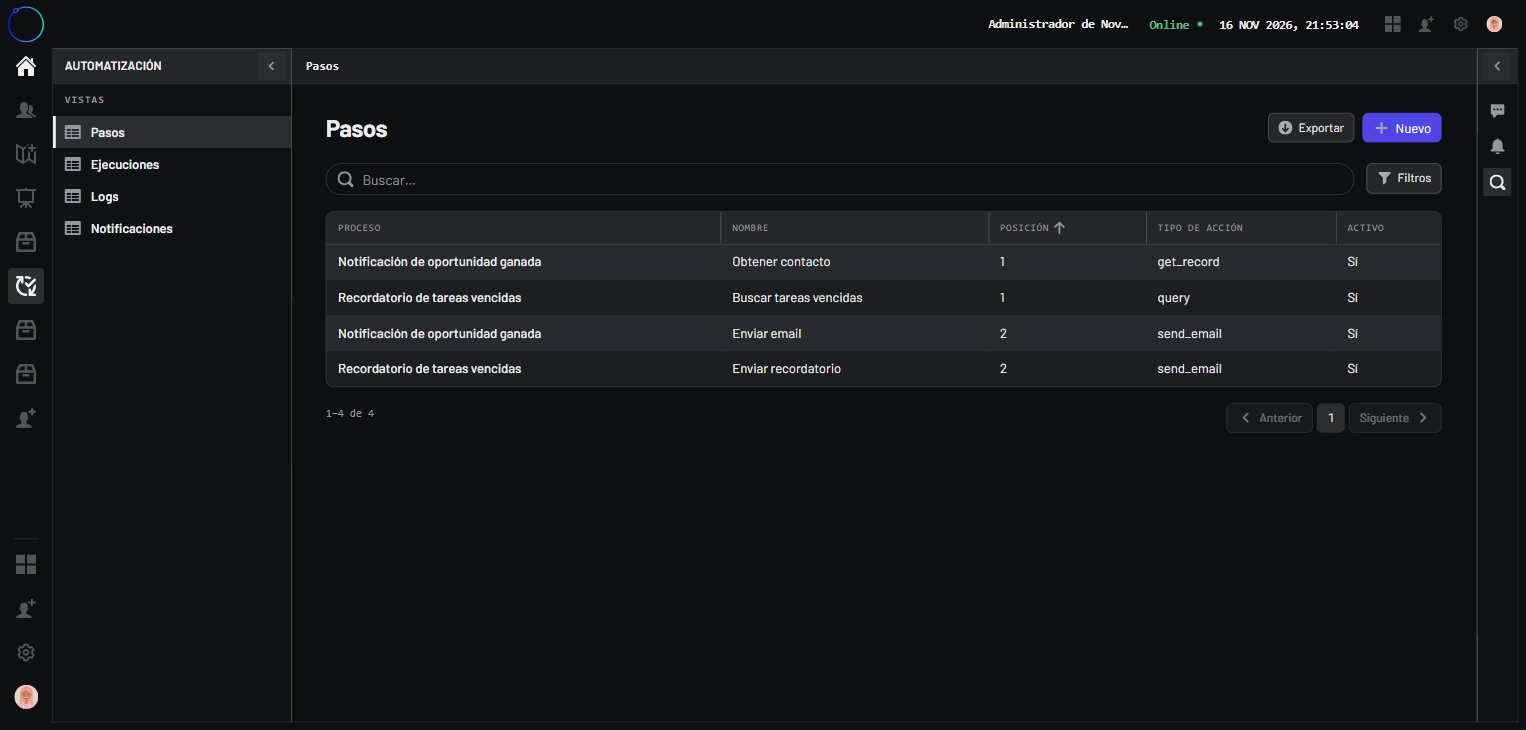 Administrador de Nov… Online 16 NOV 2026, 21:53:04
AUTOMATIZACIÓN
VISTAS
Pasos
Ejecuciones
Logs
Notificaciones
Pasos
Pasos
Exportar
Nuevo
Buscar...
Filtros
PROCESO NOMBRE POSICIÓN TIPO DE ACCIÓN ACTIVO
Notificación de oportunidad ganada Obtener contacto 1 get_record Sí
Recordatorio de tareas vencidas Buscar tareas vencidas 1 query Sí
Notificación de oportunidad ganada Enviar email 2 send_email Sí
Recordatorio de tareas vencidas Enviar recordatorio 2 send_email Sí
1–4 de 4
Anterior 1 Siguiente